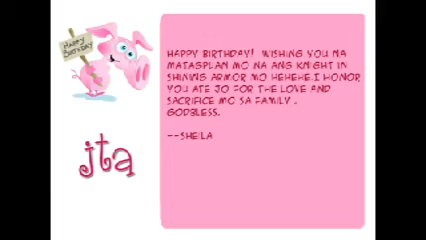 HAPPY BIRTHDAY
HAPPY BIRTHDAY! WISHING YOU NA
MATAGPLAN MO NA ANG KNIGHT IN
SHINING ARMOR MO HEHEHE.I HONOR
YOU ATE JO FOR THE LOVE AND
SACRIFICE MO SA FAMILY .
GODBLESS.
--SHEILA
jta